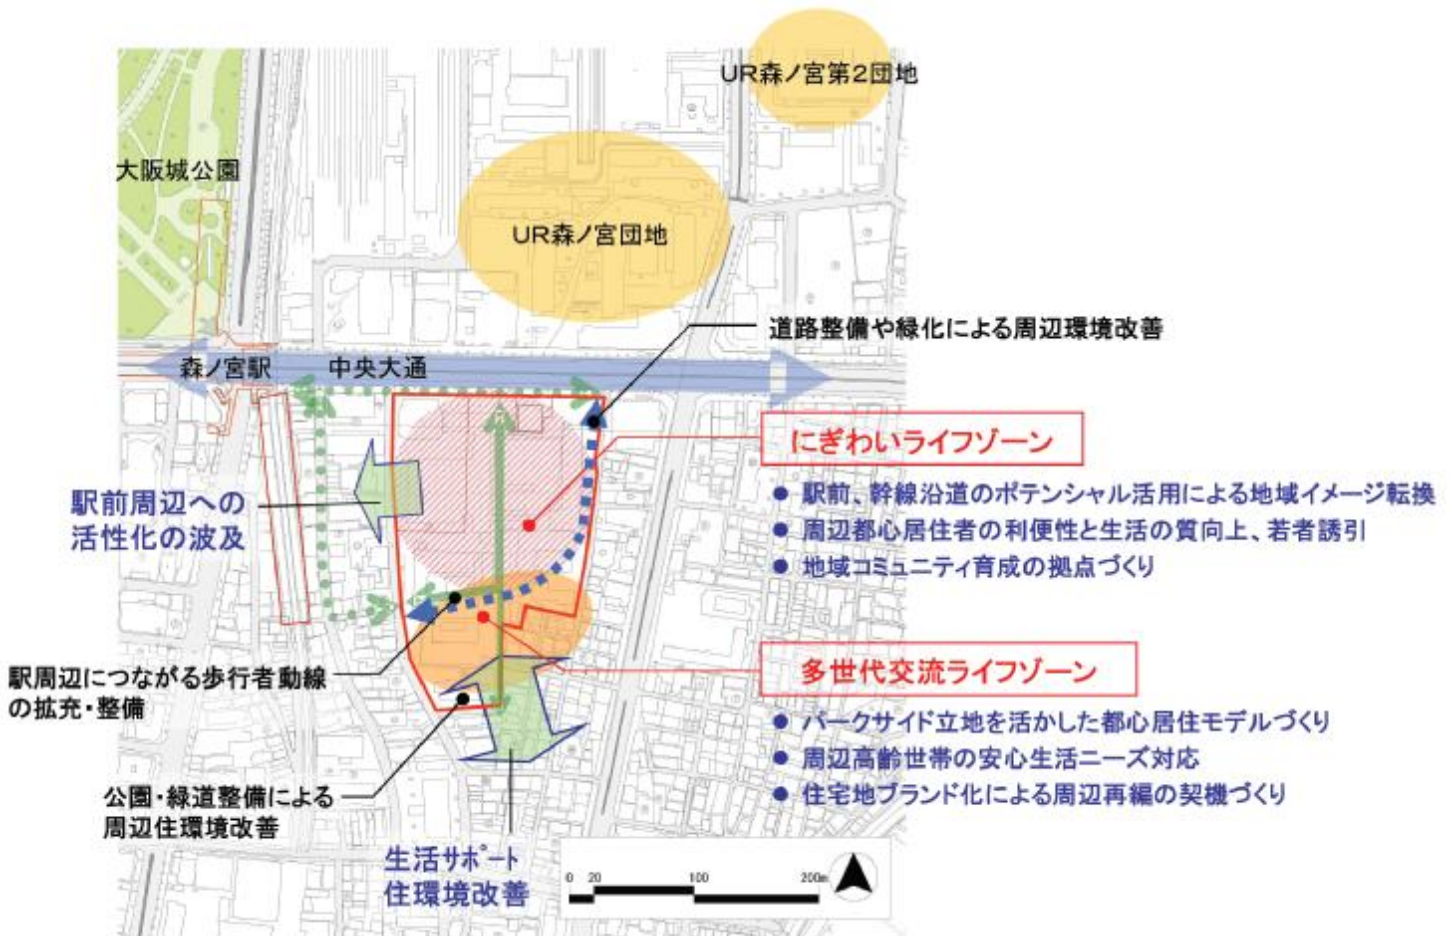 UR森ノ宮第2団地
大阪城公園
UR森ノ宮団地
道路整備や緑化による周辺環境改善
森ノ宮駅
中央大通
にぎわいライフゾーン
● 駅前、幹線沿道のポテンシャル活用による地域イメージ転換
● 周辺都心居住者の利便性と生活の質向上、若者誘引
● 地域コミュニティ育成の拠点づくり
駅前周辺への
活性化の波及
駅周辺につながる歩行者動線
の拡充・整備
多世代交流ライフゾーン
● パークサイド立地を活かした都心居住モデルづくり
● 周辺高齢世帯の安心生活ニーズ対応
● 住宅地ブランド化による周辺再編の契機づくり
公園・緑道整備による
周辺住環境改善
生活サポート
住環境改善
0 20 100 200m